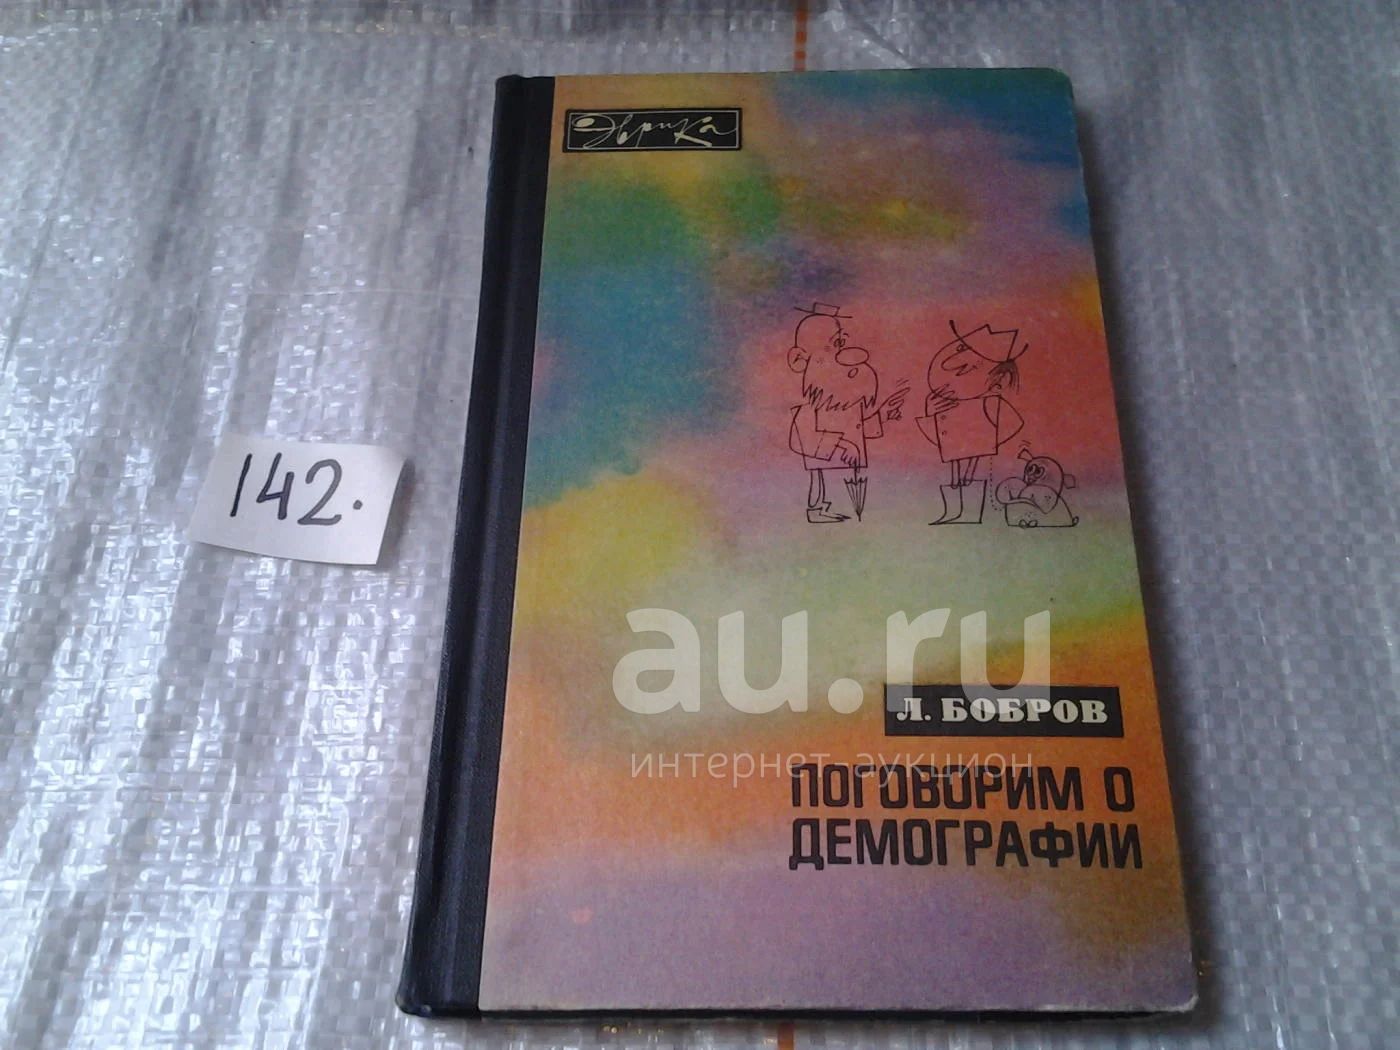 Эврика
142.
au.ru
Л. БОБРОВ
интернет-аукцион
ПОГОВОРИМ О
ДЕМОГРАФИИ